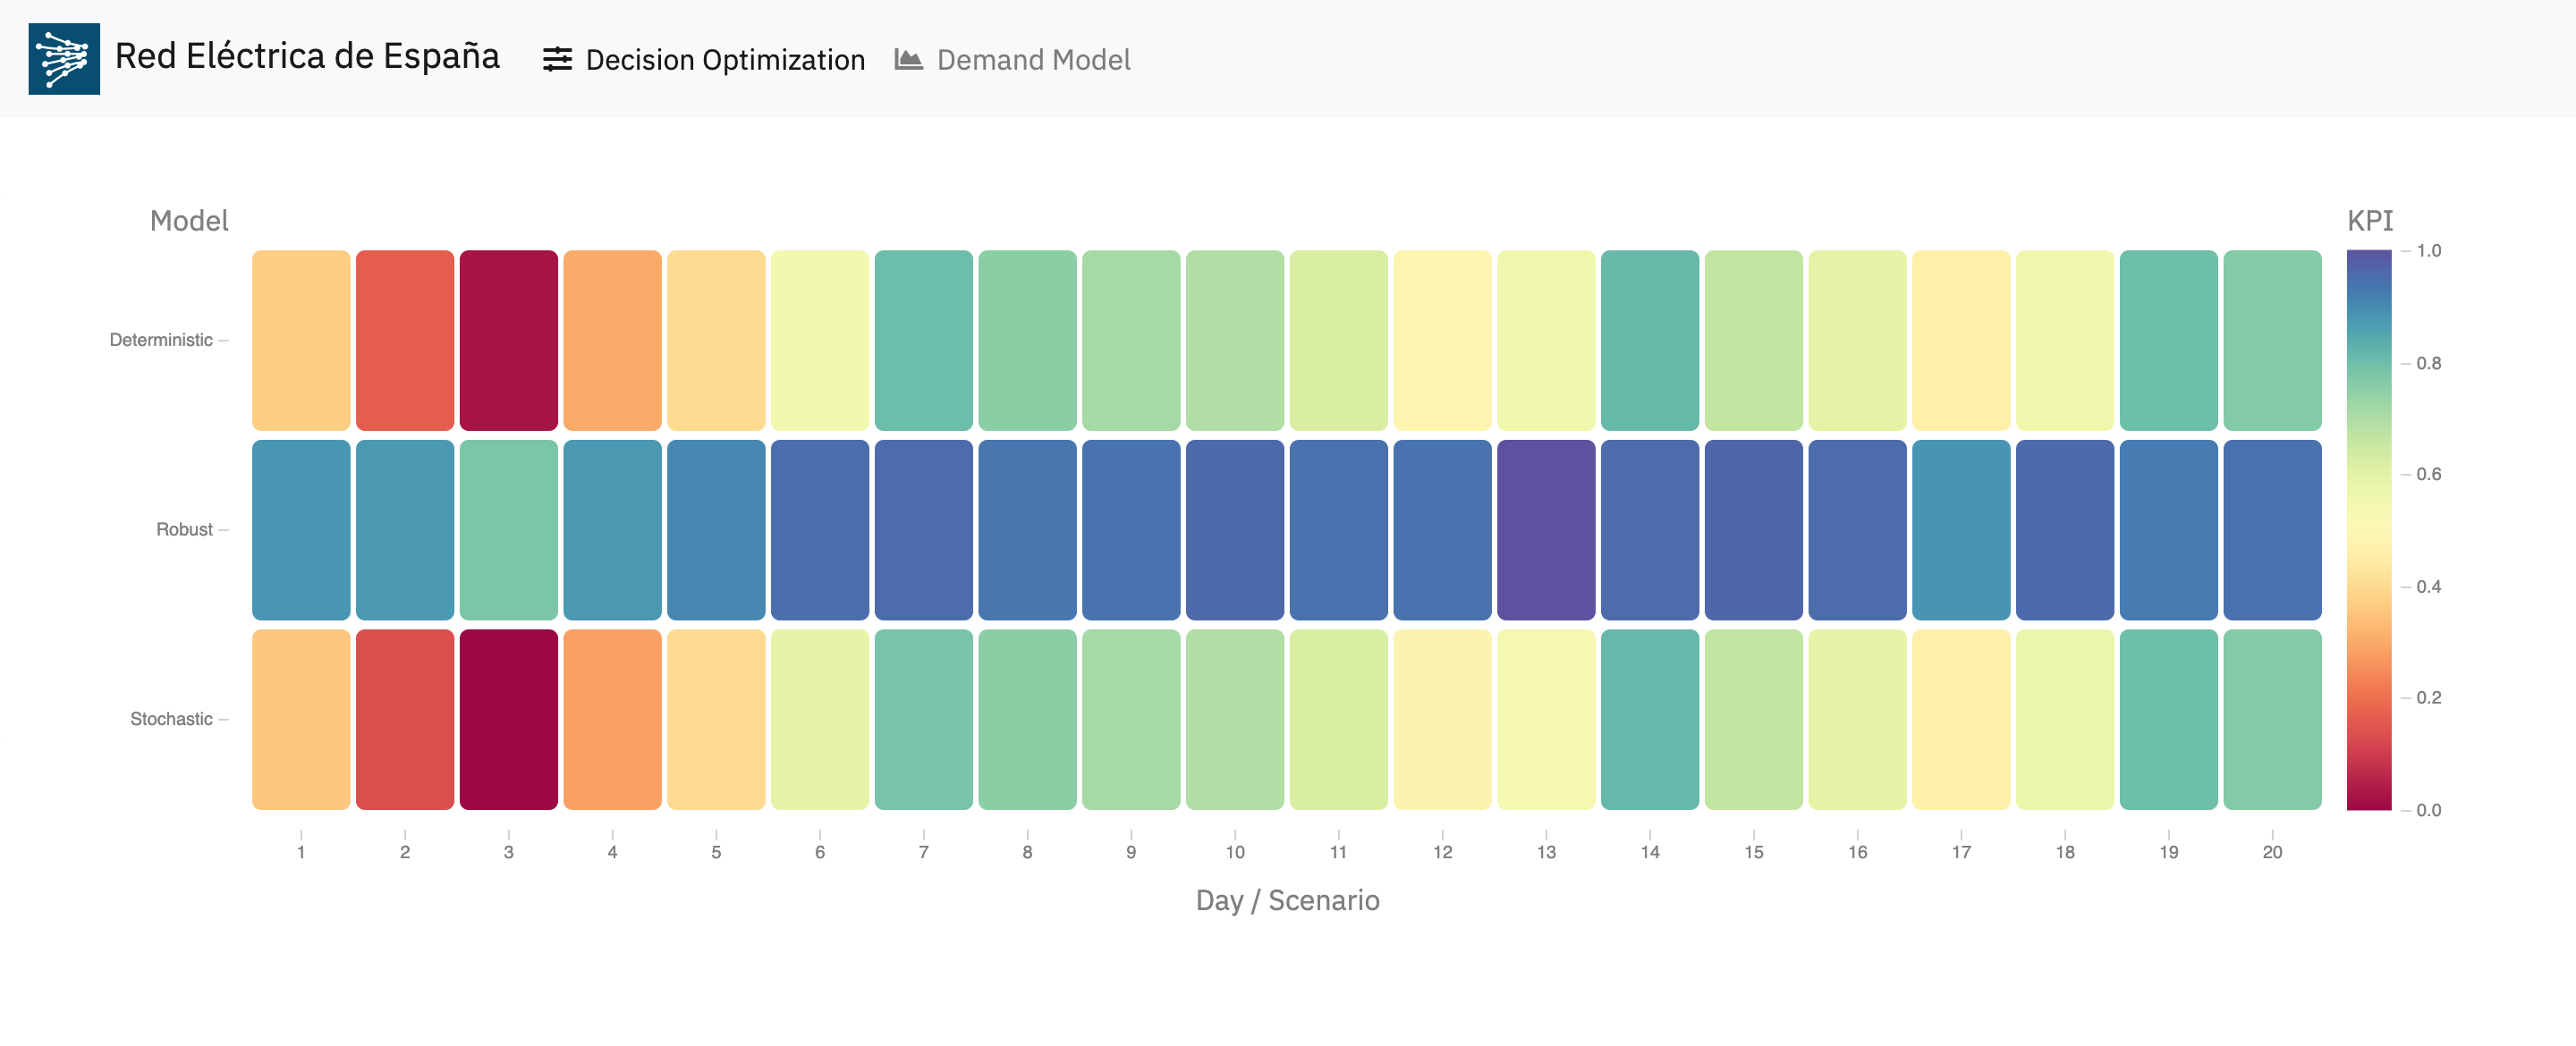 Red Eléctrica de España
Decision Optimization
Demand Model
Model
KPI
Deterministic
Robust
Stochastic
1.0
0.8
0.6
0.4
0.2
0.0
1 2 3 4 5 6 7 8 9 10 11 12 13 14 15 16 17 18 19 20
Day / Scenario